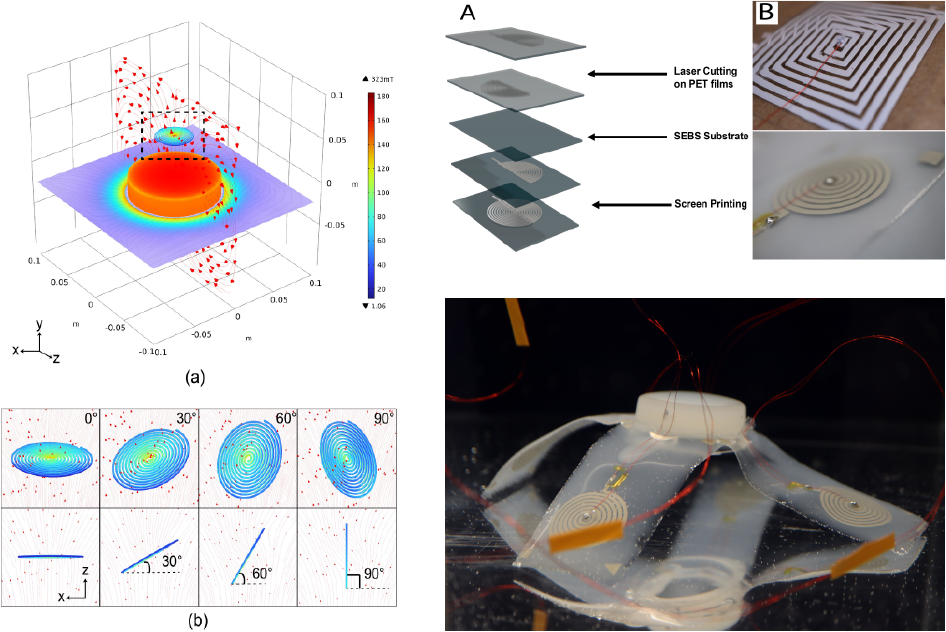 323mT
180
160
140
120
100
80
60
40
20
1.06
0.1
0.05
0
m
-0.05
0.1
0.05
0
-0.05
-0.1
m
0.1
0.05
0
m
-0.05
-0.10.1
y
x
z
(a)
0°
30°
60°
90°
30°
60°
90°
z
x
(b)
A
Laser Cutting
on PET films
SEBS Substrate
Screen Printing
B